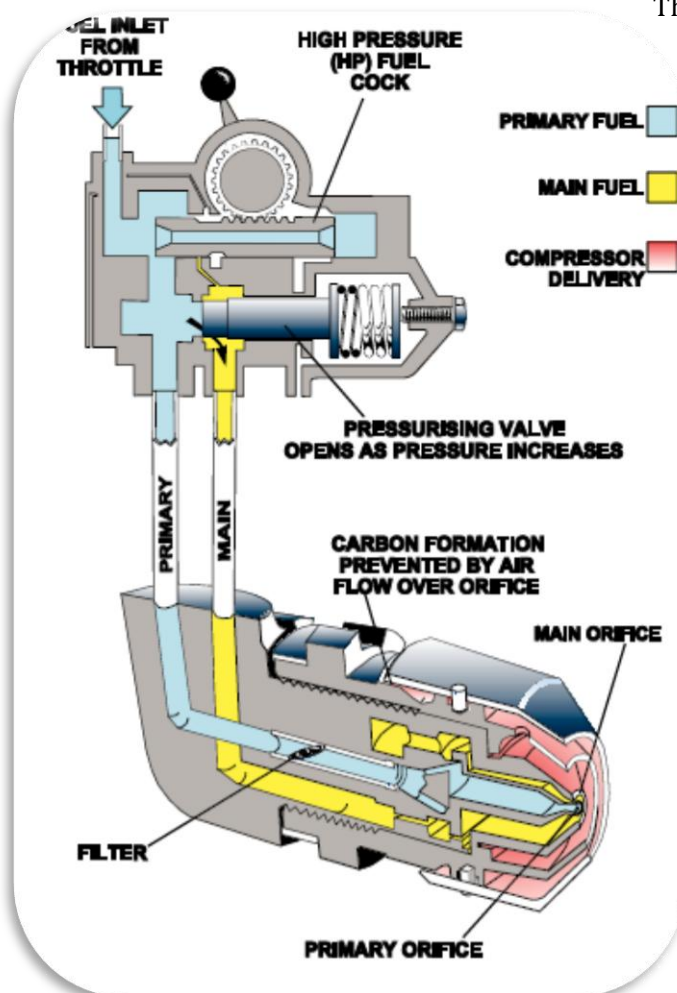 Th
FUEL INLET
FROM
THROTTLE
HIGH PRESSURE
(HP) FUEL
COCK
PRIMARY FUEL
MAIN FUEL
COMPRESSOR
DELIVERY
PRESSURISING VALVE
OPENS AS PRESSURE INCREASES
PRIMARY
MAIN
CARBON FORMATION
PREVENTED BY AIR
FLOW OVER ORIFICE
MAIN ORIFICE
FILTER
PRIMARY ORIFICE